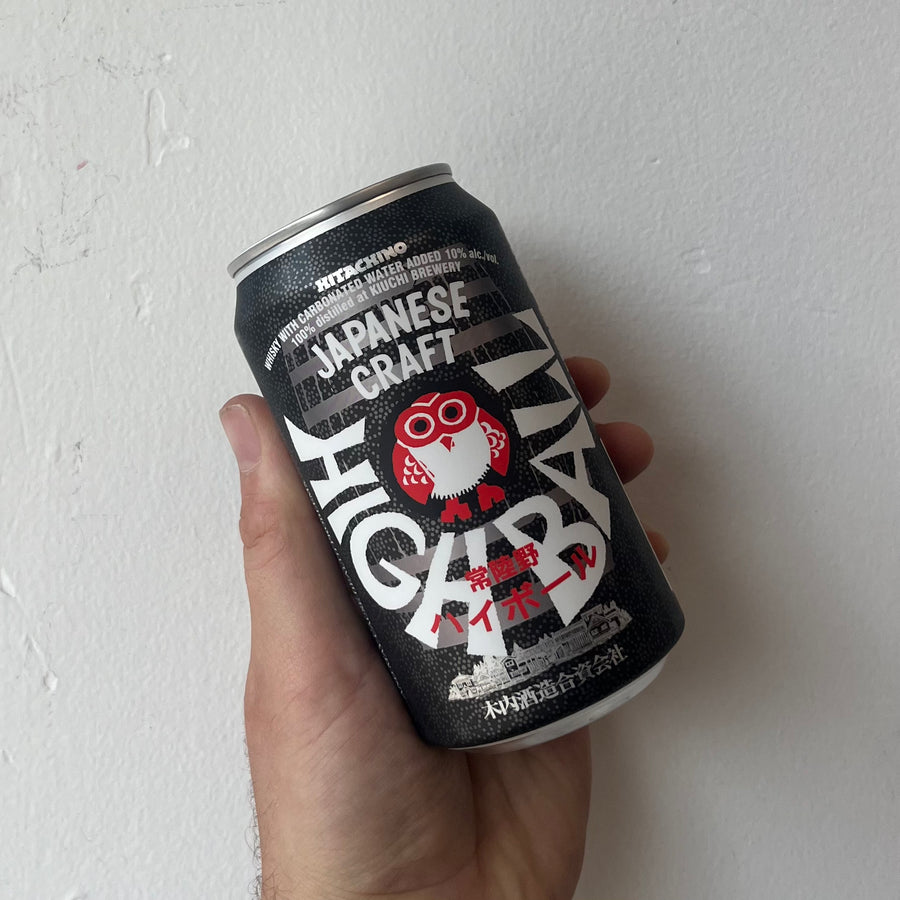 HITACHINO
WHISKY WITH CARBONATED WATER ADDED 10% alc./vol.
100% distilled at KIUCHI BREWERY
JAPANESE
CRAFT
HIGHBALL
常陸野
ハイボール
木内酒造合資会社